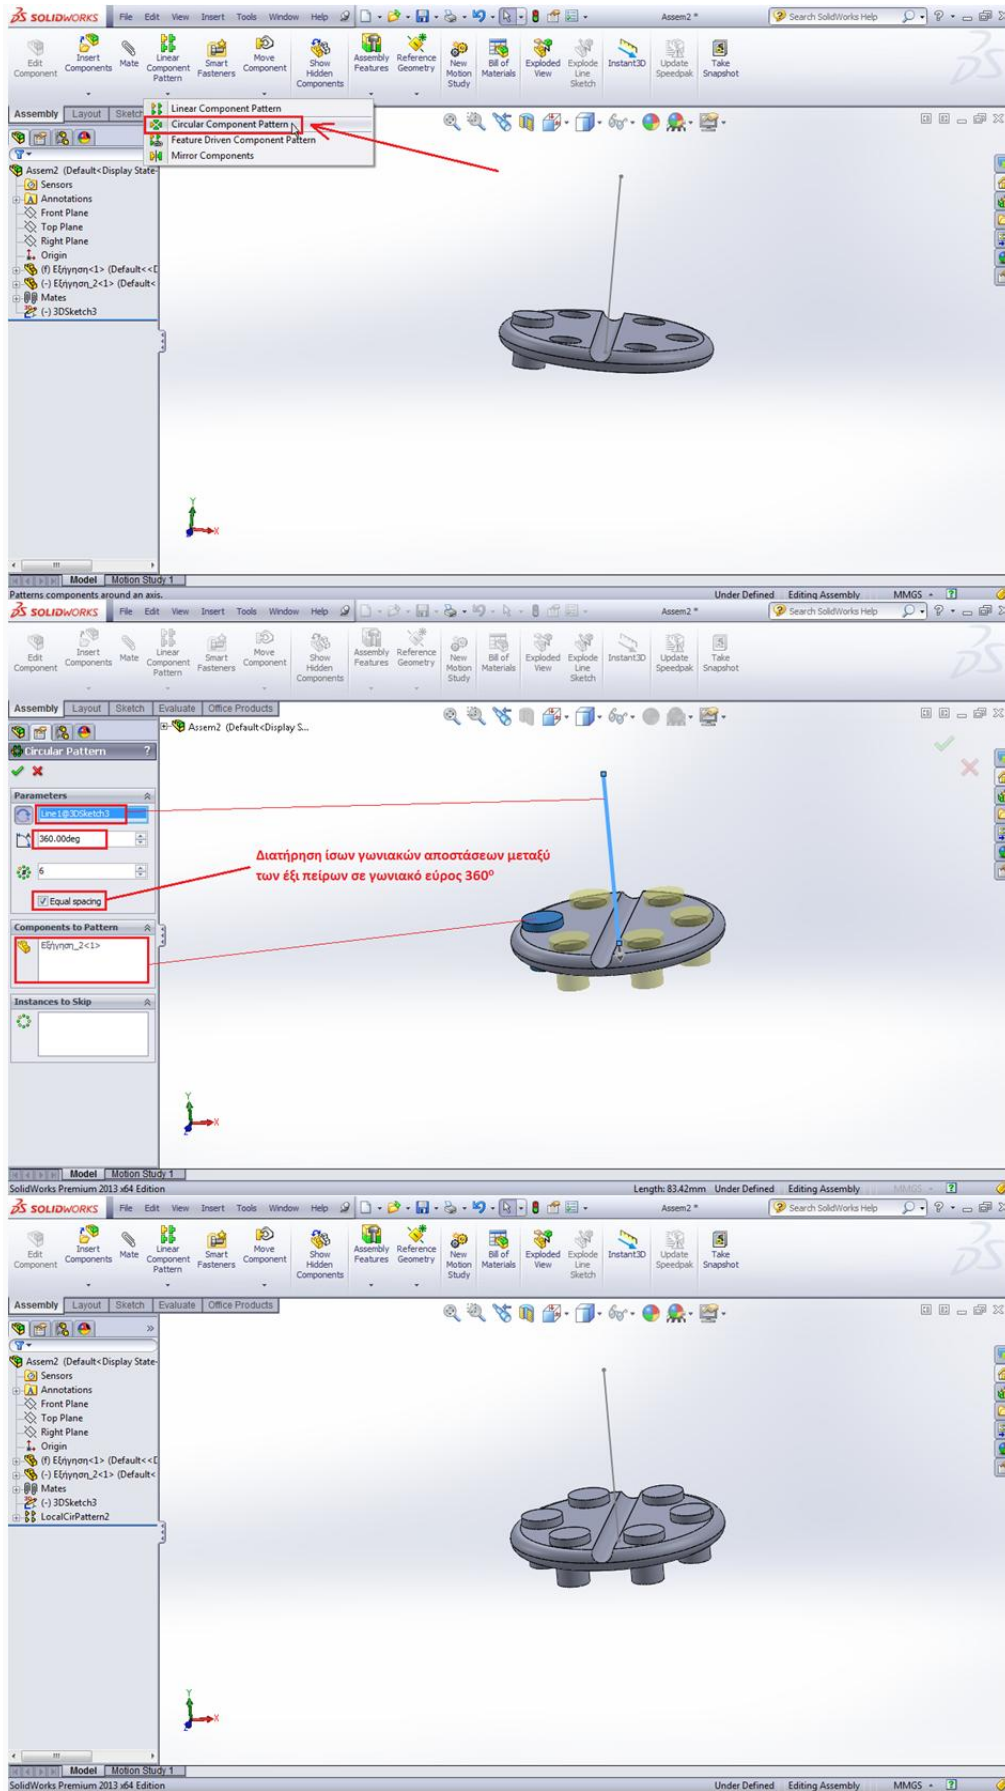 SOLIDWORKS File Edit View Insert Tools Window Help Assem2 * Search SolidWorks Help
Edit Component Insert Components Mate Linear Component Pattern Smart Fasteners Move Component Show Hidden Components Assembly Features Reference Geometry New Motion Study Bill of Materials Exploded View Explode Line Sketch Instant3D Update Speedpak Take Snapshot
Linear Component Pattern
Assembly Layout Sketch
Circular Component Pattern
Feature Driven Component Pattern
Mirror Components
Assem2 (Default<Display State-
Sensors
Annotations
Front Plane
Top Plane
Right Plane
Origin
(f) Εξήγηση<1> (Default<<D
(-) Εξήγηση_2<1> (Default<
Mates
(-) 3DSketch3
Y
X
Model Motion Study 1
Patterns components around an axis. Under Defined Editing Assembly MMGS
SOLIDWORKS File Edit View Insert Tools Window Help Assem2 * Search SolidWorks Help
Edit Component Insert Components Mate Linear Component Pattern Smart Fasteners Move Component Show Hidden Components Assembly Features Reference Geometry New Motion Study Bill of Materials Exploded View Explode Line Sketch Instant3D Update Speedpak Take Snapshot
Assembly Layout Sketch Evaluate Office Products
Assem2 (Default<Display S...
Circular Pattern ?
Parameters
Line1@3DSketch3
360.00deg
6
Equal spacing
Διατήρηση ίσων γωνιακών αποστάσεων μεταξύ
των έξι πείρων σε γωνιακό εύρος 360⁰
Components to Pattern
Εξήγηση_2<1>
Instances to Skip
Y
X
Model Motion Study 1
SolidWorks Premium 2013 x64 Edition Length: 83.42mm Under Defined Editing Assembly MMGS
SOLIDWORKS File Edit View Insert Tools Window Help Assem2 * Search SolidWorks Help
Edit Component Insert Components Mate Linear Component Pattern Smart Fasteners Move Component Show Hidden Components Assembly Features Reference Geometry New Motion Study Bill of Materials Exploded View Explode Line Sketch Instant3D Update Speedpak Take Snapshot
Assembly Layout Sketch Evaluate Office Products
Assem2 (Default<Display State-
Sensors
Annotations
Front Plane
Top Plane
Right Plane
Origin
(f) Εξήγηση<1> (Default<<D
(-) Εξήγηση_2<1> (Default<
Mates
(-) 3DSketch3
LocalCirPattern2
Y
X
Model Motion Study 1
SolidWorks Premium 2013 x64 Edition Under Defined Editing Assembly MMGS